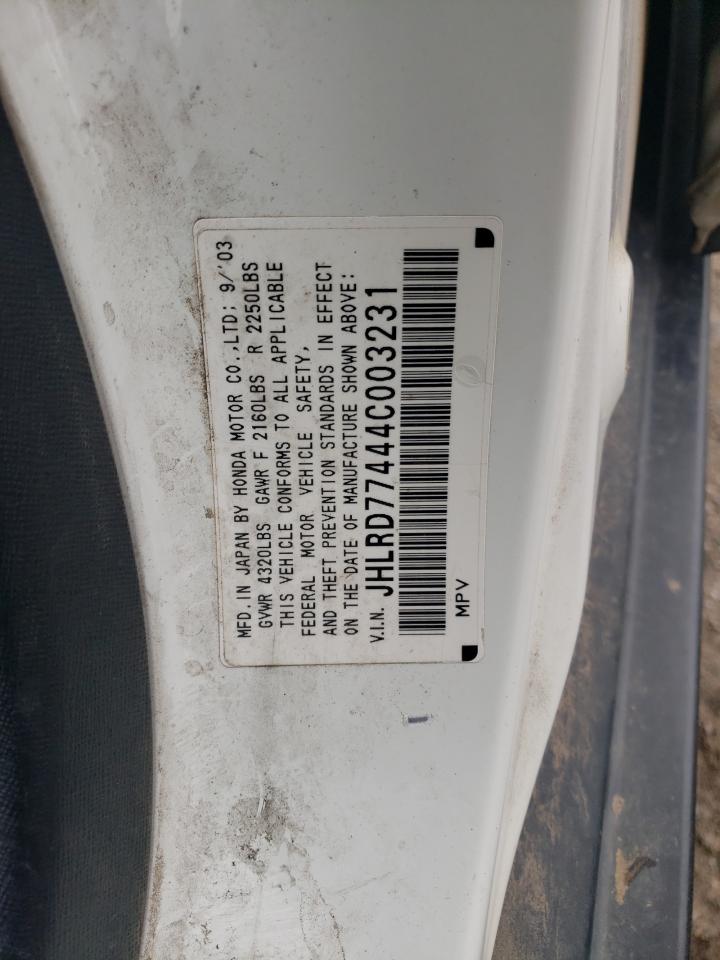 MFD. IN JAPAN BY HONDA MOTOR CO.,LTD: 9/'03
GVWR 4320LBS GAWR F 2160LBS R 2250LBS
THIS VEHICLE CONFORMS TO ALL APPLICABLE
FEDERAL MOTOR VEHICLE SAFETY,
AND THEFT PREVENTION STANDARDS IN EFFECT
ON THE DATE OF MANUFACTURE SHOWN ABOVE:
V.I.N. JHLRD77444C003231
MPV